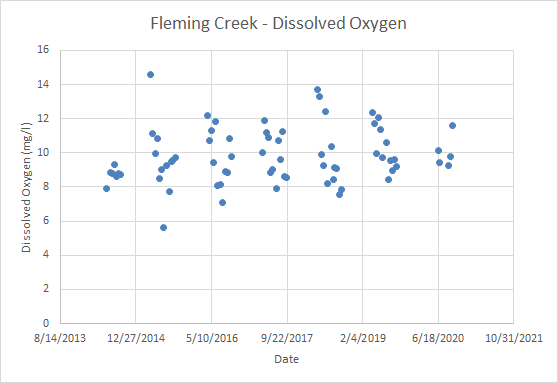 Fleming Creek - Dissolved Oxygen
16
14
12
10
8
6
4
2
0
Dissolved Oxygen (mg/l)
8/14/2013 12/27/2014 5/10/2016 9/22/2017 2/4/2019 6/18/2020 10/31/2021
Date